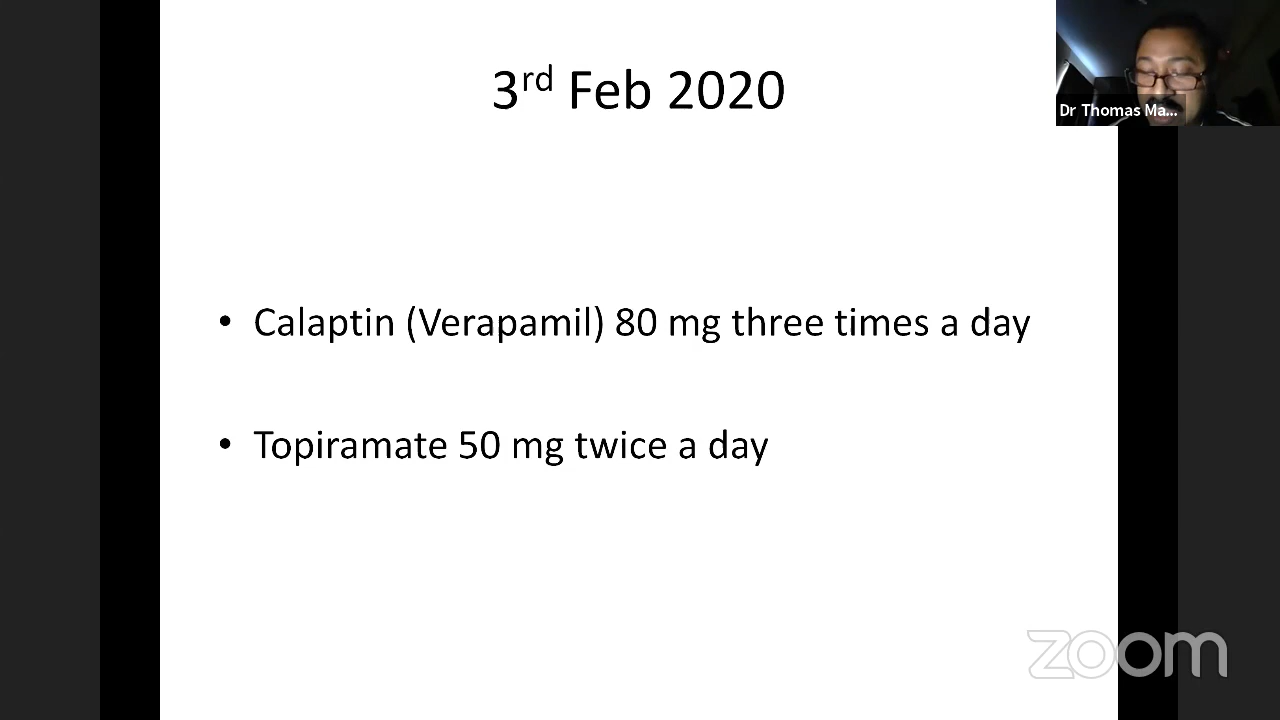 3rd Feb 2020
Dr Thomas Ma...
• Calaptin (Verapamil) 80 mg three times a day
• Topiramate 50 mg twice a day
zoom